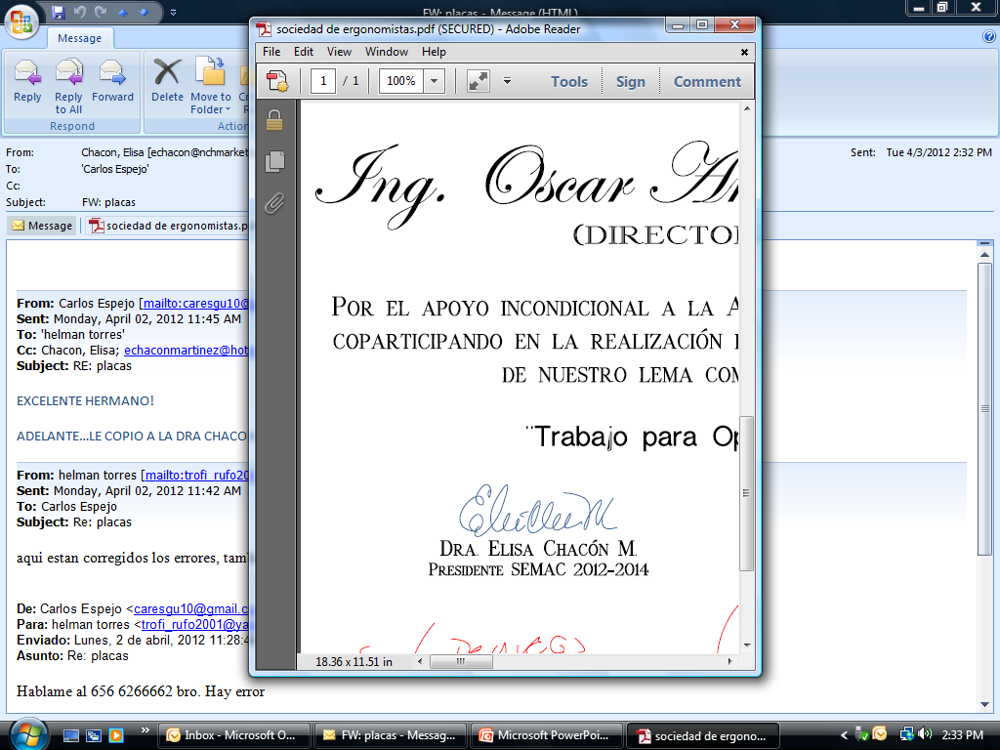 FW: placas - Message (HTML)
Message
Reply
Reply to All
Forward
Delete
Move to Folder
Respond
Actio
From: Chacon, Elisa [echacon@nchmarket
Sent: Tue 4/3/2012 2:32 PM
To: 'Carlos Espejo'
Cc:
Subject: FW: placas
Message
sociedad de ergonomistas.p
From: Carlos Espejo [mailto:caresgu10@
Sent: Monday, April 02, 2012 11:45 AM
To: 'helman torres'
Cc: Chacon, Elisa; echaconmartinez@hot
Subject: RE: placas
EXCELENTE HERMANO!
ADELANTE...LE COPIO A LA DRA CHACO
From: helman torres [mailto:trofi_rufo20
Sent: Monday, April 02, 2012 11:42 AM
To: Carlos Espejo
Subject: Re: placas
aqui estan corregidos los errores, tam
De: Carlos Espejo <caresgu10@gmail.c
Para: helman torres <trofi_rufo2001@ya
Enviado: Lunes, 2 de abril, 2012 11:28:4
Asunto: Re: placas
Hablame al 656 6266662 bro. Hay error
sociedad de ergonomistas.pdf (SECURED) - Adobe Reader
File Edit View Window Help
1 / 1 100% Tools Sign Comment
Ing. Oscar Ar
(DIRECTOR
POR EL APOYO INCONDICIONAL A LA A
COPARTICIPANDO EN LA REALIZACIÓN
DE NUESTRO LEMA COM
¨Trabajo para Op
DRA. ELISA CHACÓN M.
PRESIDENTE SEMAC 2012-2014
18.36 x 11.51 in
Inbox - Microsoft O...
FW: placas - Messag...
Microsoft PowerPoi...
sociedad de ergono...
2:33 PM